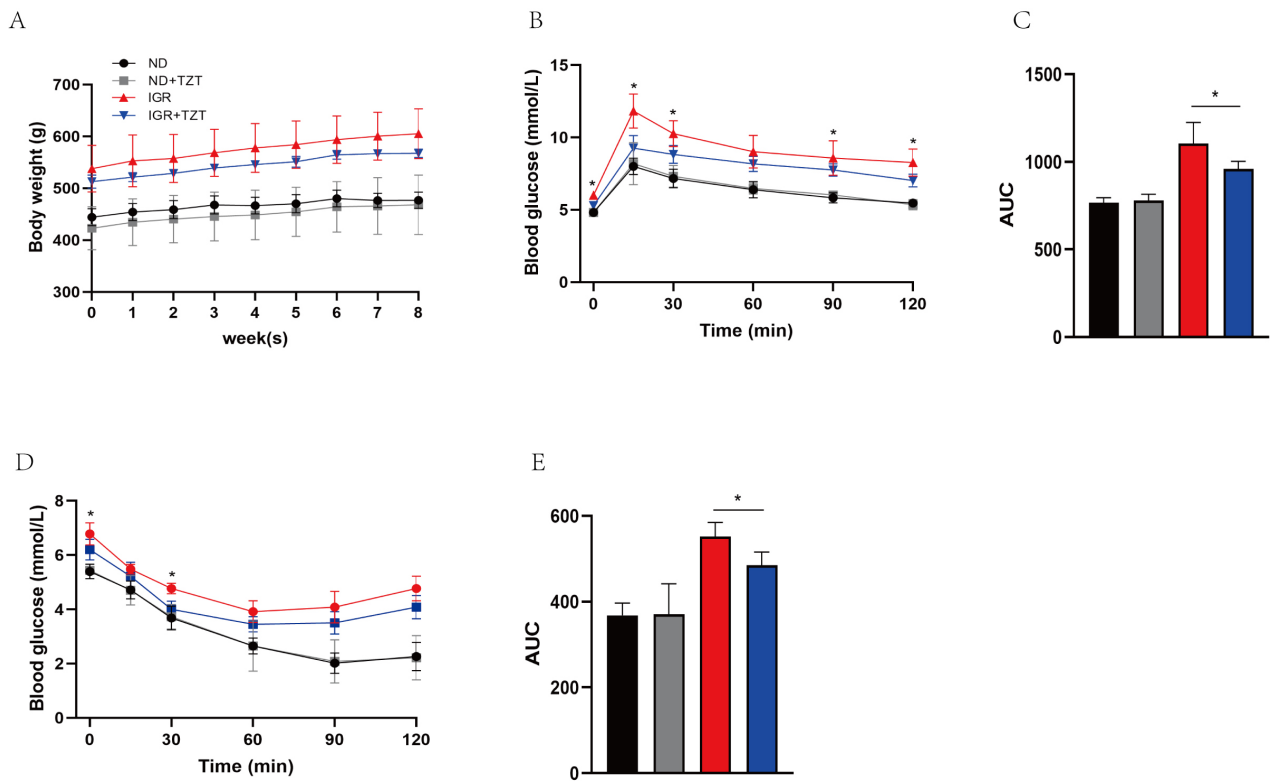 A
ND
ND+TZT
IGR
IGR+TZT
Body weight (g)
700
600
500
400
300
0 1 2 3 4 5 6 7 8
week(s)
B
Blood glucose (mmol/L)
15
10
5
0
* * * * *
0 30 60 90 120
Time (min)
C
AUC
1500
1000
500
0
*
D
Blood glucose (mmol/L)
8
6
4
2
0
* *
0 30 60 90 120
Time (min)
E
AUC
600
400
200
0
*